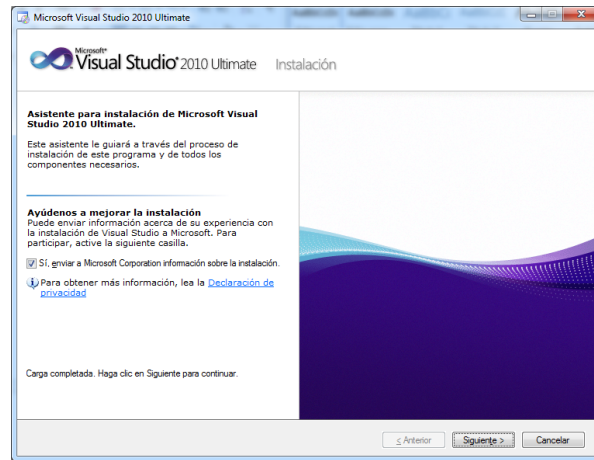 Microsoft Visual Studio 2010 Ultimate
Microsoft®
Visual Studio® 2010 Ultimate Instalación
Asistente para instalación de Microsoft Visual
Studio 2010 Ultimate.
Este asistente le guiará a través del proceso de
instalación de este programa y de todos los
componentes necesarios.
Ayúdenos a mejorar la instalación
Puede enviar información acerca de su experiencia con
la instalación de Visual Studio a Microsoft. Para
participar, active la siguiente casilla.
Sí, enviar a Microsoft Corporation información sobre la instalación.
Para obtener más información, lea la Declaración de
privacidad
Carga completada. Haga clic en Siguiente para continuar.
< Anterior Siguiente > Cancelar